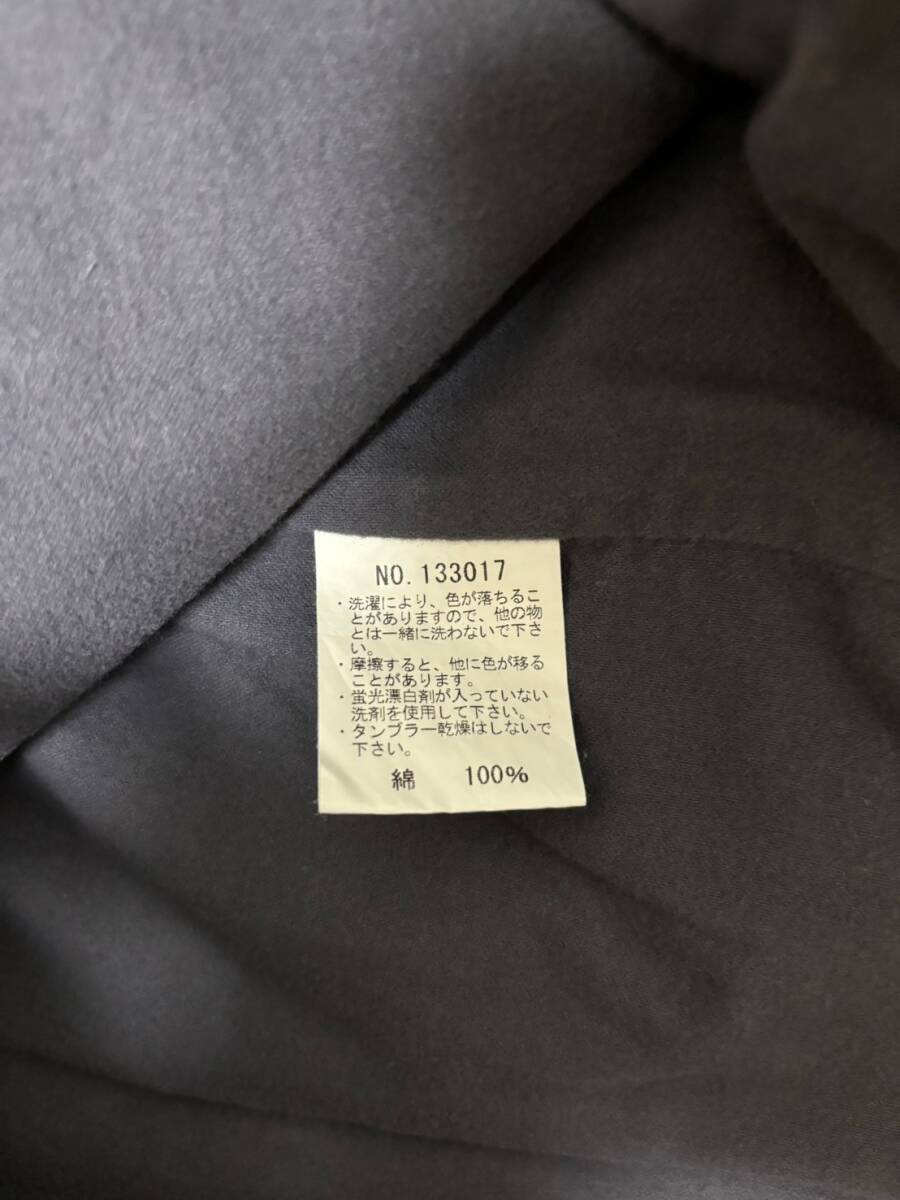 NO. 133017
・洗濯により、色が落ちるこ
とがありますので、他の物
とは一緒に洗わないで下さ
い。
・摩擦すると、他に色が移る
ことがあります。
・蛍光漂白剤が入っていない
洗剤を使用して下さい。
・タンブラー乾燥はしないで
下さい。
綿 100%